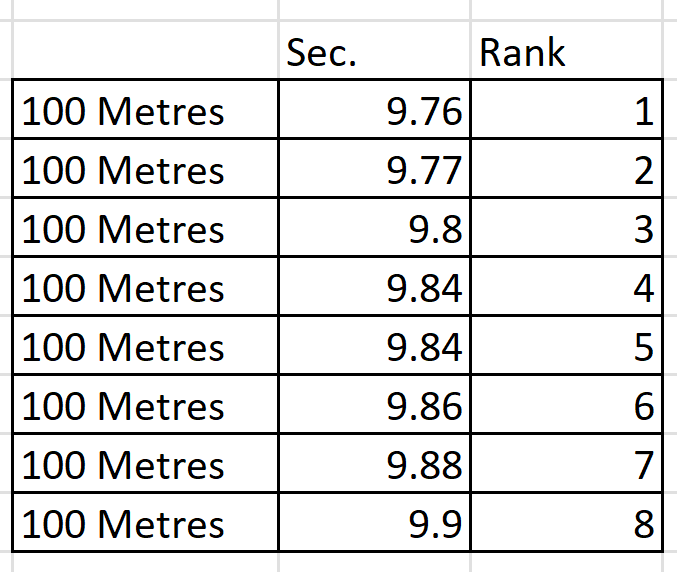 Sec. Rank
100 Metres 9.76 1
100 Metres 9.77 2
100 Metres 9.8 3
100 Metres 9.84 4
100 Metres 9.84 5
100 Metres 9.86 6
100 Metres 9.88 7
100 Metres 9.9 8